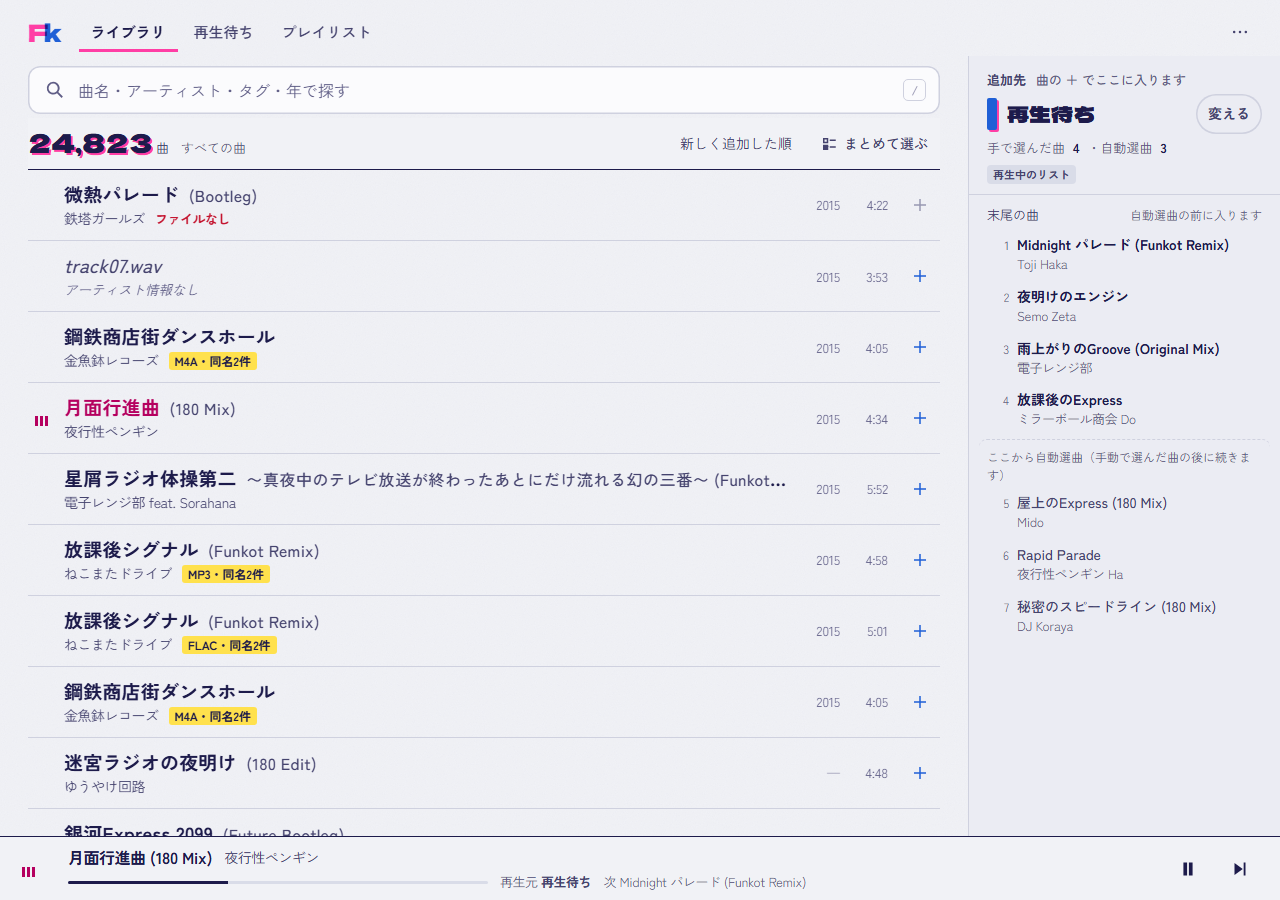 Fk ライブラリ 再生待ち プレイリスト …
曲名・アーティスト・タグ・年で探す /
24,823 曲 すべての曲 新しく追加した順 まとめて選ぶ
微熱パレード (Bootleg)
鉄塔ガールズ ファイルなし
2015 4:22 +
track07.wav
アーティスト情報なし
2015 3:53 +
鋼鉄商店街ダンスホール
金魚鉢レコーズ M4A・同名2件
2015 4:05 +
月面行進曲 (180 Mix)
夜行性ペンギン
2015 4:34 +
星屑ラジオ体操第二 〜真夜中のテレビ放送が終わったあとにだけ流れる幻の三番〜 (Funkot…
電子レンジ部 feat. Sorahana
2015 5:52 +
放課後シグナル (Funkot Remix)
ねこまたドライブ MP3・同名2件
2015 4:58 +
放課後シグナル (Funkot Remix)
ねこまたドライブ FLAC・同名2件
2015 5:01 +
鋼鉄商店街ダンスホール
金魚鉢レコーズ M4A・同名2件
2015 4:05 +
迷宮ラジオの夜明け (180 Edit)
ゆうやけ回路
— 4:48 +
銀河Express 2099 (Future Bootleg)
追加先 曲の + でここに入ります
再生待ち 変える
手で選んだ曲 4 ・自動選曲 3
再生中のリスト
末尾の曲 自動選曲の前に入ります
1 Midnight パレード (Funkot Remix)
Toji Haka
2 夜明けのエンジン
Semo Zeta
3 雨上がりのGroove (Original Mix)
電子レンジ部
4 放課後のExpress
ミラーボール商会 Do
ここから自動選曲（手動で選んだ曲の後に続きま
す）
5 屋上のExpress (180 Mix)
Mido
6 Rapid Parade
夜行性ペンギン Ha
7 秘密のスピードライン (180 Mix)
DJ Koraya
月面行進曲 (180 Mix) 夜行性ペンギン
再生元 再生待ち 次 Midnight パレード (Funkot Remix)